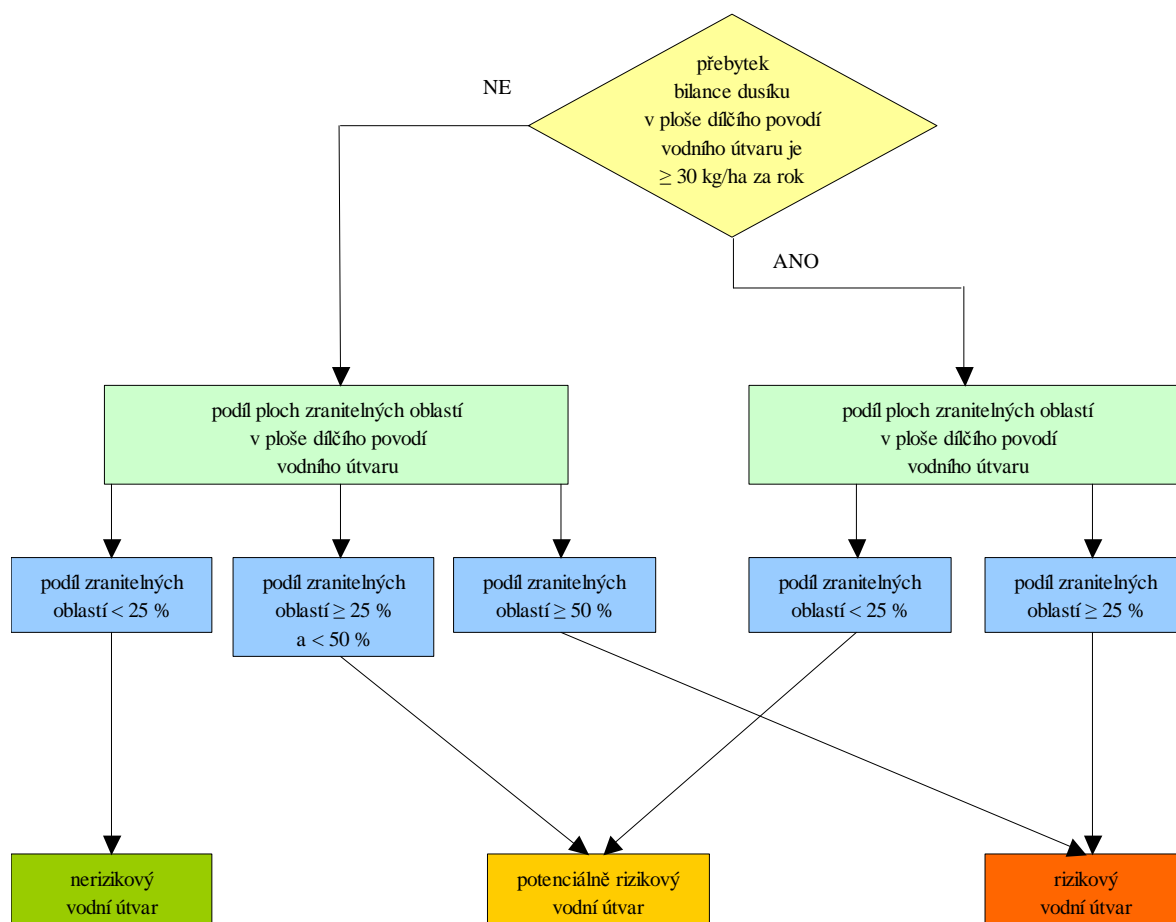 přebytek
bilance dusíku
v ploše dílčího povodí
vodního útvaru je
≥ 30 kg/ha za rok
NE
ANO
podíl ploch zranitelných oblastí
v ploše dílčího povodí
vodního útvaru
podíl ploch zranitelných oblastí
v ploše dílčího povodí
vodního útvaru
podíl zranitelných
oblastí < 25 %
podíl zranitelných
oblastí ≥ 25 %
a < 50 %
podíl zranitelných
oblastí ≥ 50 %
podíl zranitelných
oblastí < 25 %
podíl zranitelných
oblastí ≥ 25 %
nerizikový
vodní útvar
potenciálně rizikový
vodní útvar
rizikový
vodní útvar